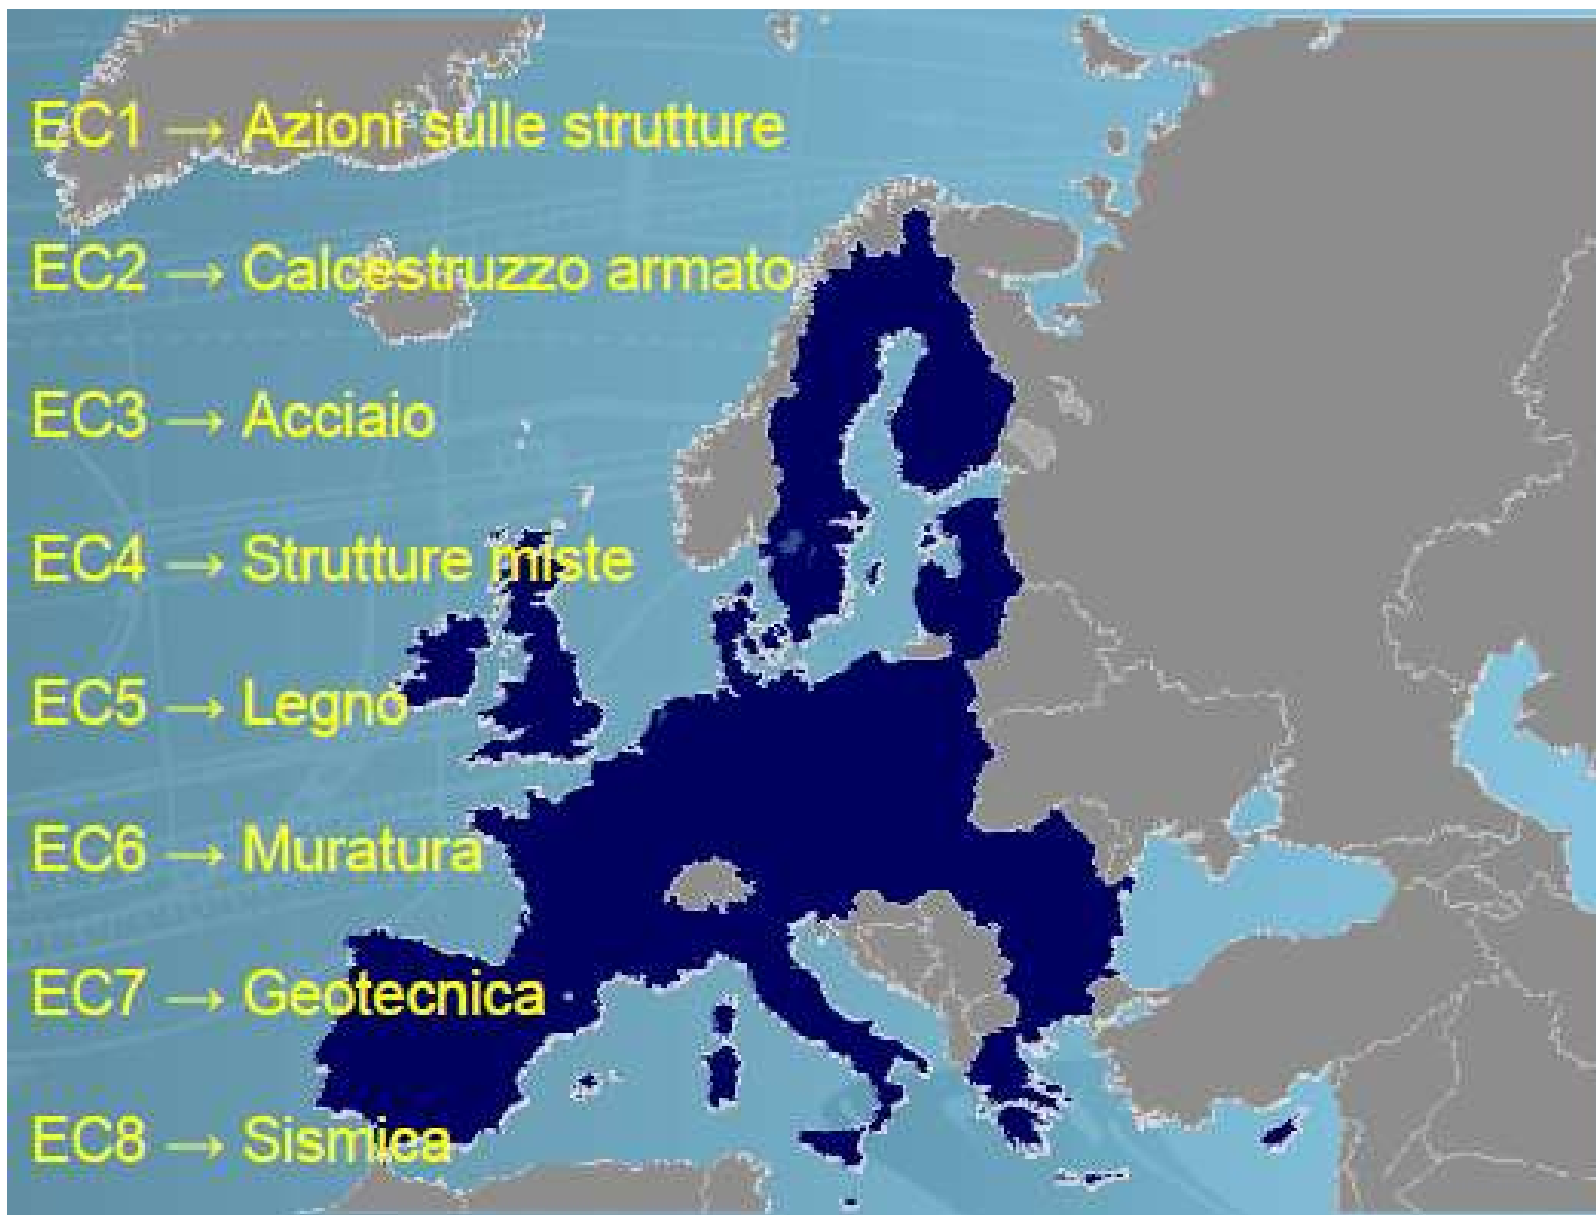 EC1 → Azioni sulle strutture
EC2 → Calcestruzzo armato
EC3 → Acciaio
EC4 → Strutture miste
EC5 → Legno
EC6 → Muratura
EC7 → Geotecnica
EC8 → Sismica